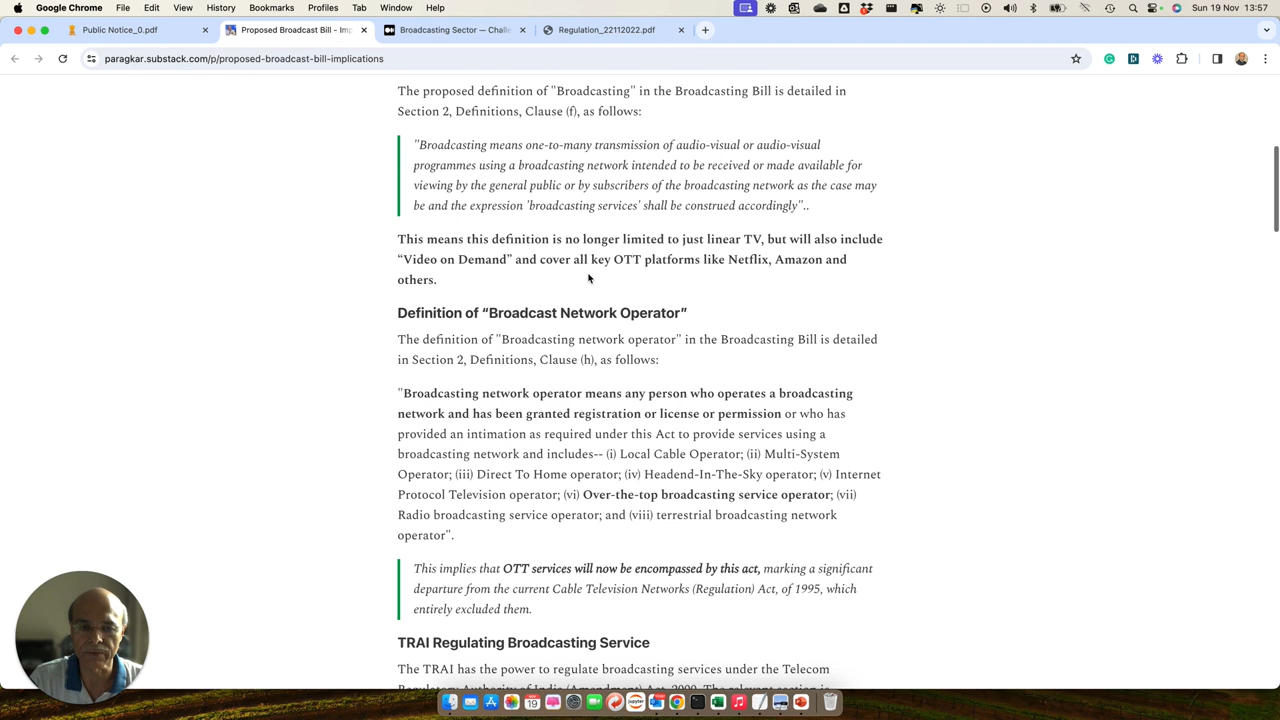 Google Chrome File Edit View History Bookmarks Profiles Tab Window Help Sun 19 Nov 13:57
Public Notice_0.pdf Proposed Broadcast Bill - Imp Broadcasting Sector — Challe Regulation_22112022.pdf
paragkar.substack.com/p/proposed-broadcast-bill-implications
The proposed definition of "Broadcasting" in the Broadcasting Bill is detailed in
Section 2, Definitions, Clause (f), as follows:
"Broadcasting means one-to-many transmission of audio-visual or audio-visual
programmes using a broadcasting network intended to be received or made available for
viewing by the general public or by subscribers of the broadcasting network as the case may
be and the expression 'broadcasting services' shall be construed accordingly"..
This means this definition is no longer limited to just linear TV, but will also include
“Video on Demand” and cover all key OTT platforms like Netflix, Amazon and
others.
Definition of “Broadcast Network Operator”
The definition of "Broadcasting network operator" in the Broadcasting Bill is detailed
in Section 2, Definitions, Clause (h), as follows:
"Broadcasting network operator means any person who operates a broadcasting
network and has been granted registration or license or permission or who has
provided an intimation as required under this Act to provide services using a
broadcasting network and includes-- (i) Local Cable Operator; (ii) Multi-System
Operator; (iii) Direct To Home operator; (iv) Headend-In-The-Sky operator; (v) Internet
Protocol Television operator; (vi) Over-the-top broadcasting service operator; (vii)
Radio broadcasting service operator; and (viii) terrestrial broadcasting network
operator".
This implies that OTT services will now be encompassed by this act, marking a significant
departure from the current Cable Television Networks (Regulation) Act, of 1995, which
entirely excluded them.
TRAI Regulating Broadcasting Service
The TRAI has the power to regulate broadcasting services under the Telecom